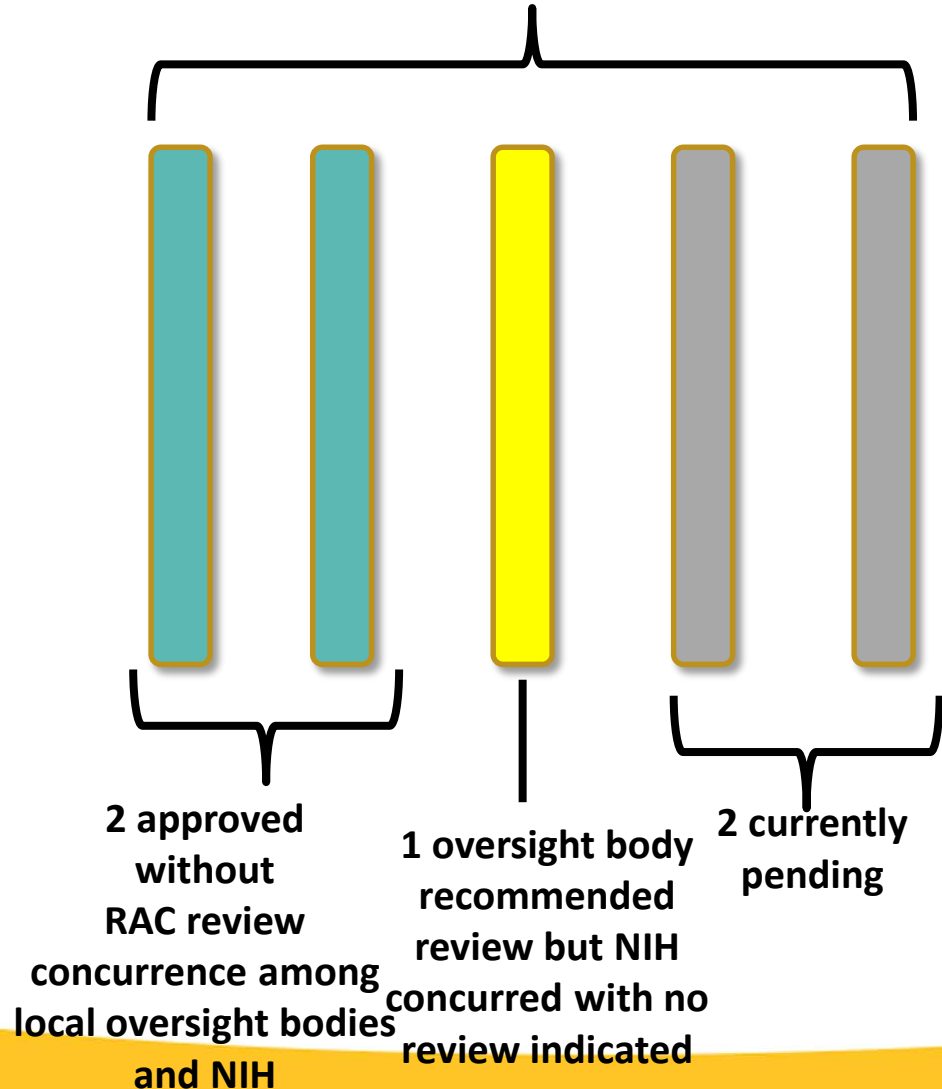 2 approved
without
RAC review
concurrence among
local oversight bodies
and NIH
1 oversight body
recommended
review but NIH
concurred with no
review indicated
2 currently
pending